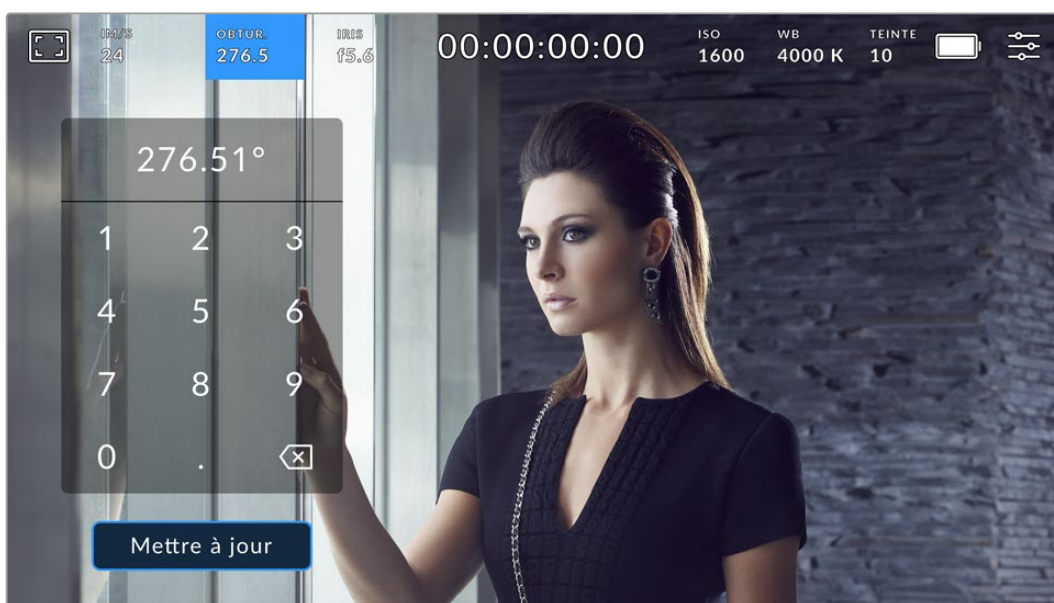 IM/S
24
OBTUR.
276.5
IRIS
f5.6
00:00:00:00
ISO
1600
WB
4000 K
TEINTE
10
276.51°
1 2 3
4 5 6
7 8 9
0 .
Mettre à jour